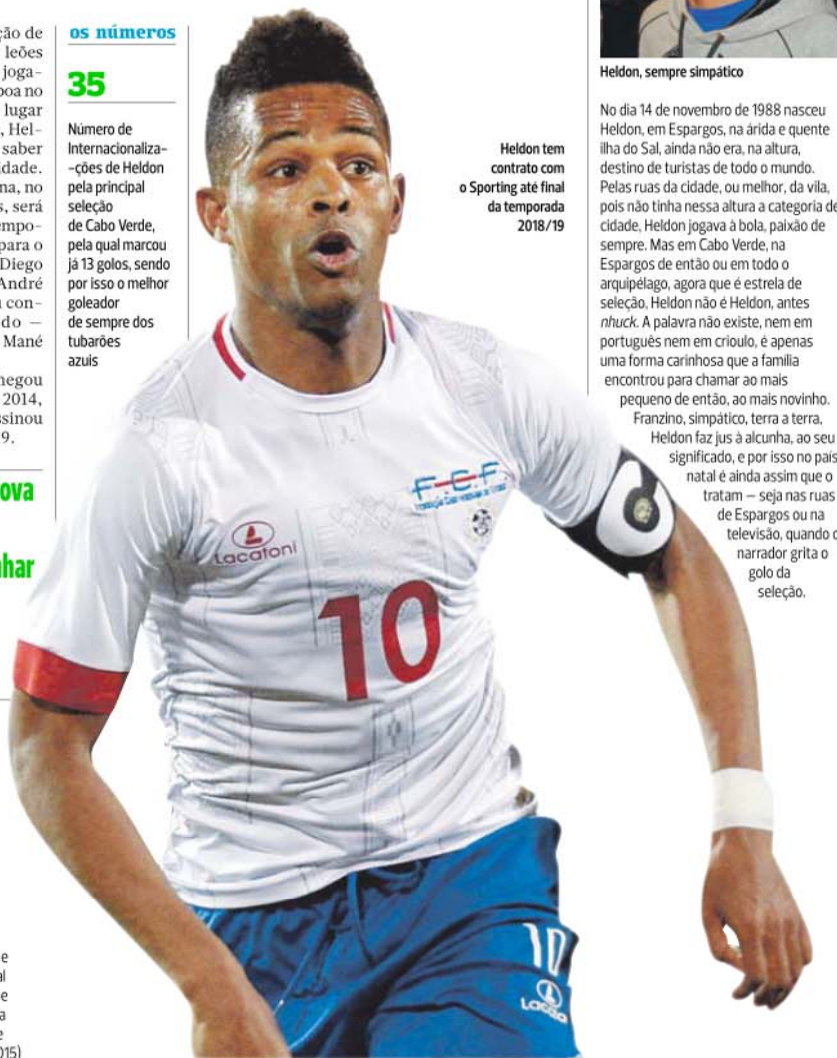 ção de
leões
joga-
boa no
lugar
, Hel-
saber
idade.
na, no
s, será
empo-
para o
Diego
André
con-
do —
Mané
hegou
2014,
ssinou
9.
ova
har
os números
35
Número de
Internacionaliza-
-ções de Heldon
pela principal
seleção
de Cabo Verde,
pela qual marcou
já 13 golos, sendo
por isso o melhor
goleador
de sempre dos
tubarões
azuis
Heldon tem
contrato com
o Sporting até final
da temporada
2018/19
F.C.F
Lacatoni
10
10
Lacatoni
Heldon, sempre simpático
No dia 14 de novembro de 1988 nasceu
Heldon, em Espargos, na árida e quente
ilha do Sal, ainda não era, na altura,
destino de turistas de todo o mundo.
Pelas ruas da cidade, ou melhor, da vila,
pois não tinha nessa altura a categoria de
cidade, Heldon jogava à bola, paixão de
sempre. Mas em Cabo Verde, na
Espargos de então ou em todo o
arquipélago, agora que é estrela de
seleção, Heldon não é Heldon, antes
nhuck. A palavra não existe, nem em
português nem em crioulo, é apenas
uma forma carinhosa que a família
encontrou para chamar ao mais
pequeno de então, ao mais novinho.
Franzino, simpático, terra a terra,
Heldon faz jus à alcunha, ao seu
significado, e por isso no país
natal é ainda assim que o
tratam — seja nas ruas
de Espargos ou na
televisão, quando o
narrador grita o
golo da
seleção.
e
al
e
a
e
015)